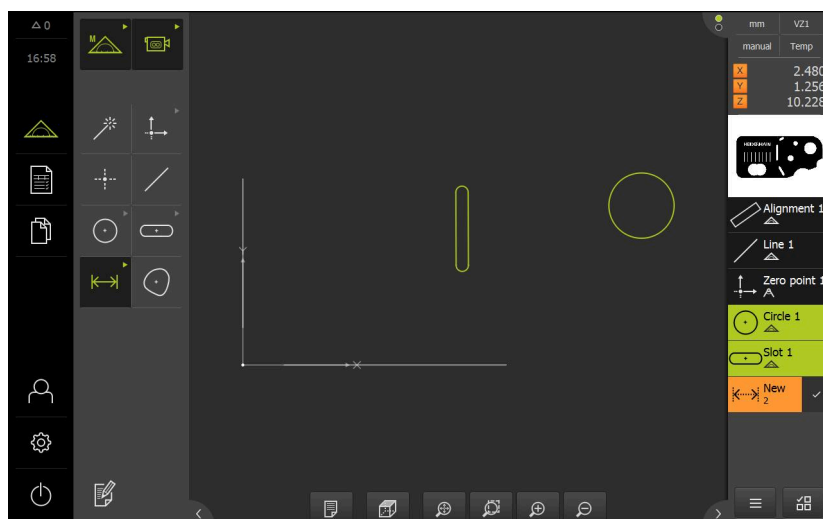 0
16:58
M
mm VZ1
manual Temp
X 2.480
Y 1.256
Z 10.228
HEIDENHAIN
Alignment 1
Line 1
Zero point 1
Circle 1
Slot 1
New
2
Y
X